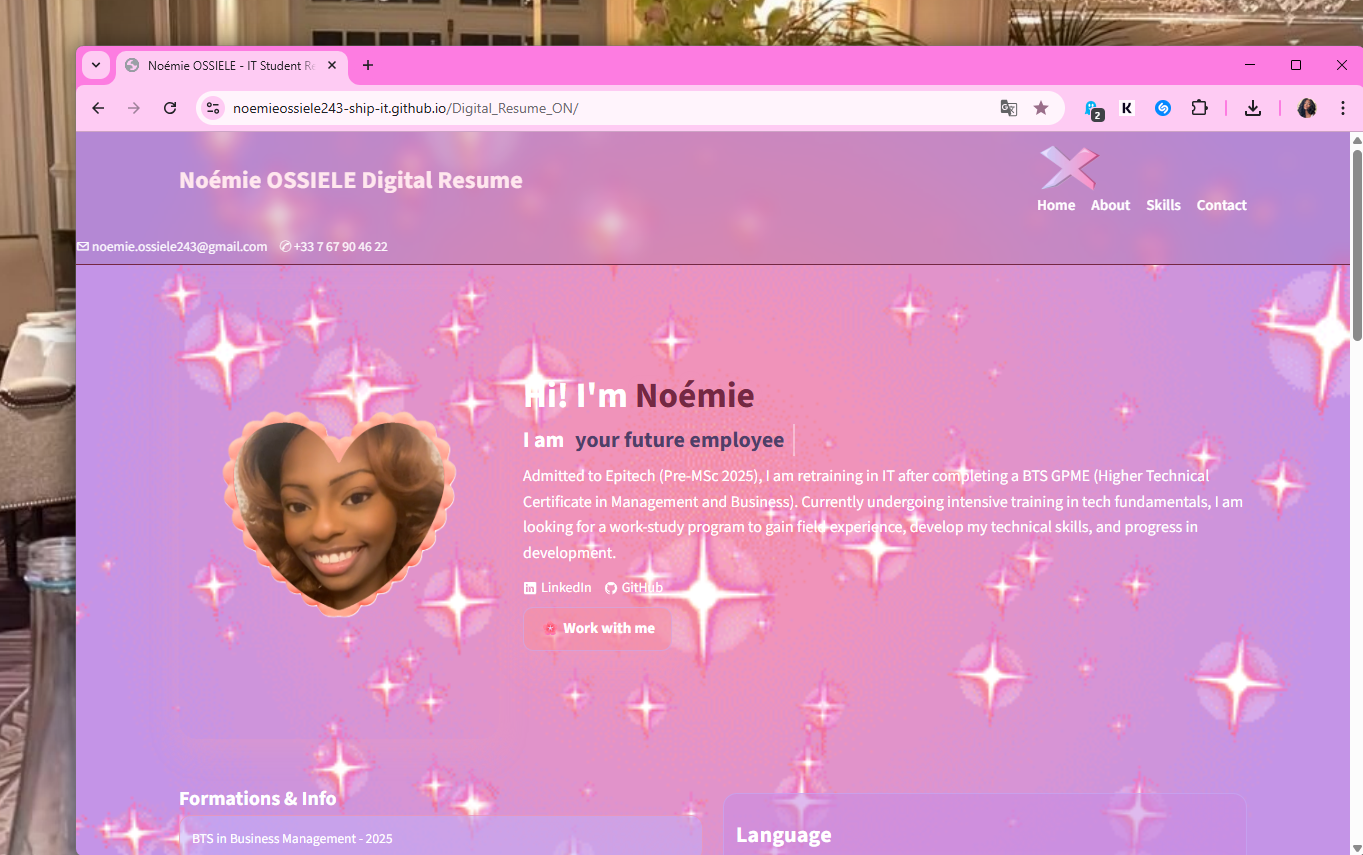 Noémie OSSIELE - IT Student Re
noemieossiele243-ship-it.github.io/Digital_Resume_ON/
2
K
Noémie OSSIELE Digital Resume
Home About Skills Contact
noemie.ossiele243@gmail.com +33 7 67 90 46 22
Hi! I'm Noémie
I am your future employee
Admitted to Epitech (Pre-MSc 2025), I am retraining in IT after completing a BTS GPME (Higher Technical
Certificate in Management and Business). Currently undergoing intensive training in tech fundamentals, I am
looking for a work-study program to gain field experience, develop my technical skills, and progress in
development.
LinkedIn GitHub
Work with me
Formations & Info
BTS in Business Management - 2025
Language